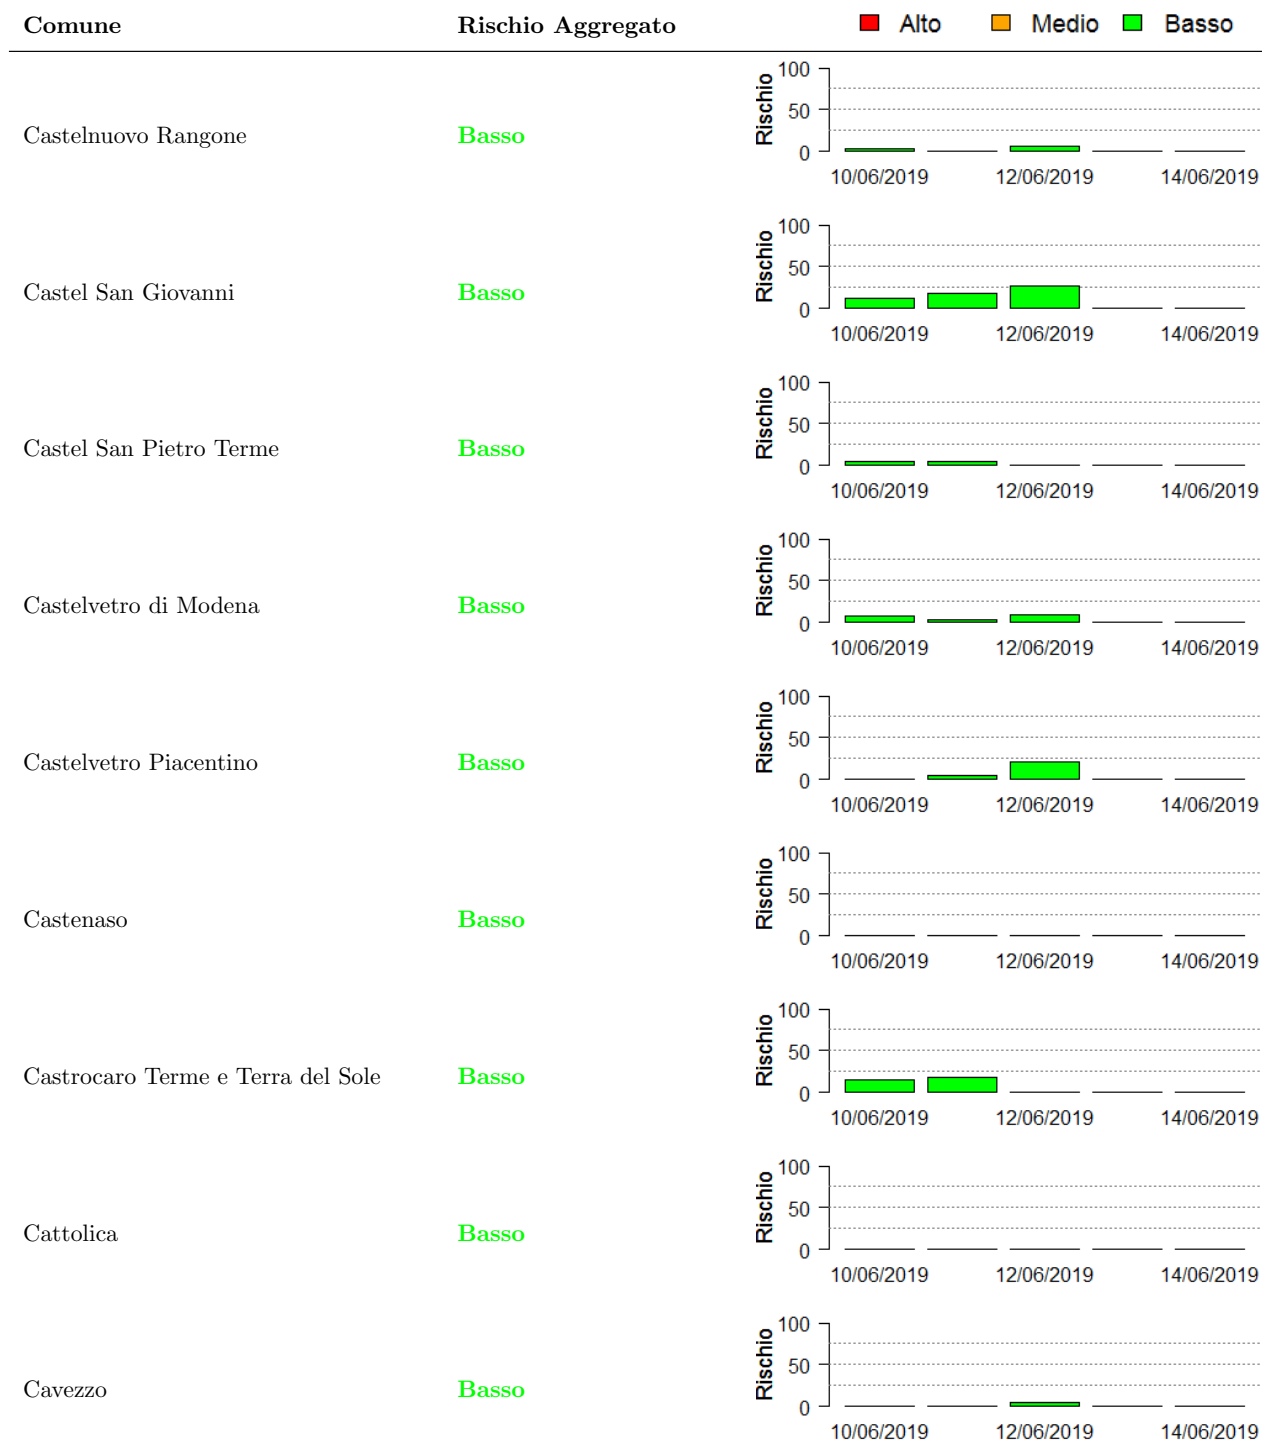 Comune Rischio Aggregato Alto Medio Basso
Castelnuovo Rangone Basso Rischio 100 50 0
10/06/2019 12/06/2019 14/06/2019
Castel San Giovanni Basso Rischio 100 50 0
10/06/2019 12/06/2019 14/06/2019
Castel San Pietro Terme Basso Rischio 100 50 0
10/06/2019 12/06/2019 14/06/2019
Castelvetro di Modena Basso Rischio 100 50 0
10/06/2019 12/06/2019 14/06/2019
Castelvetro Piacentino Basso Rischio 100 50 0
10/06/2019 12/06/2019 14/06/2019
Castenaso Basso Rischio 100 50 0
10/06/2019 12/06/2019 14/06/2019
Castrocaro Terme e Terra del Sole Basso Rischio 100 50 0
10/06/2019 12/06/2019 14/06/2019
Cattolica Basso Rischio 100 50 0
10/06/2019 12/06/2019 14/06/2019
Cavezzo Basso Rischio 100 50 0
10/06/2019 12/06/2019 14/06/2019